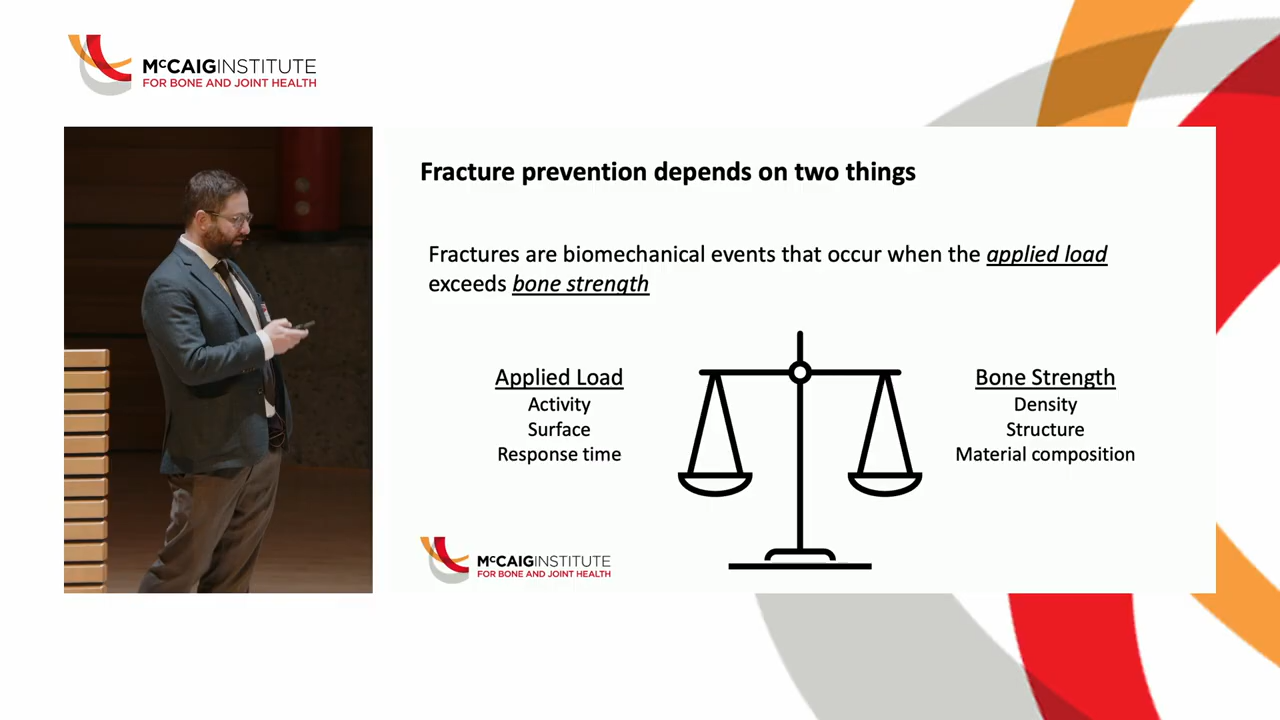 McCAIGINSTITUTE
FOR BONE AND JOINT HEALTH
Fracture prevention depends on two things
Fractures are biomechanical events that occur when the applied load
exceeds bone strength
Applied Load
Activity
Surface
Response time
Bone Strength
Density
Structure
Material composition
McCAIGINSTITUTE
FOR BONE AND JOINT HEALTH